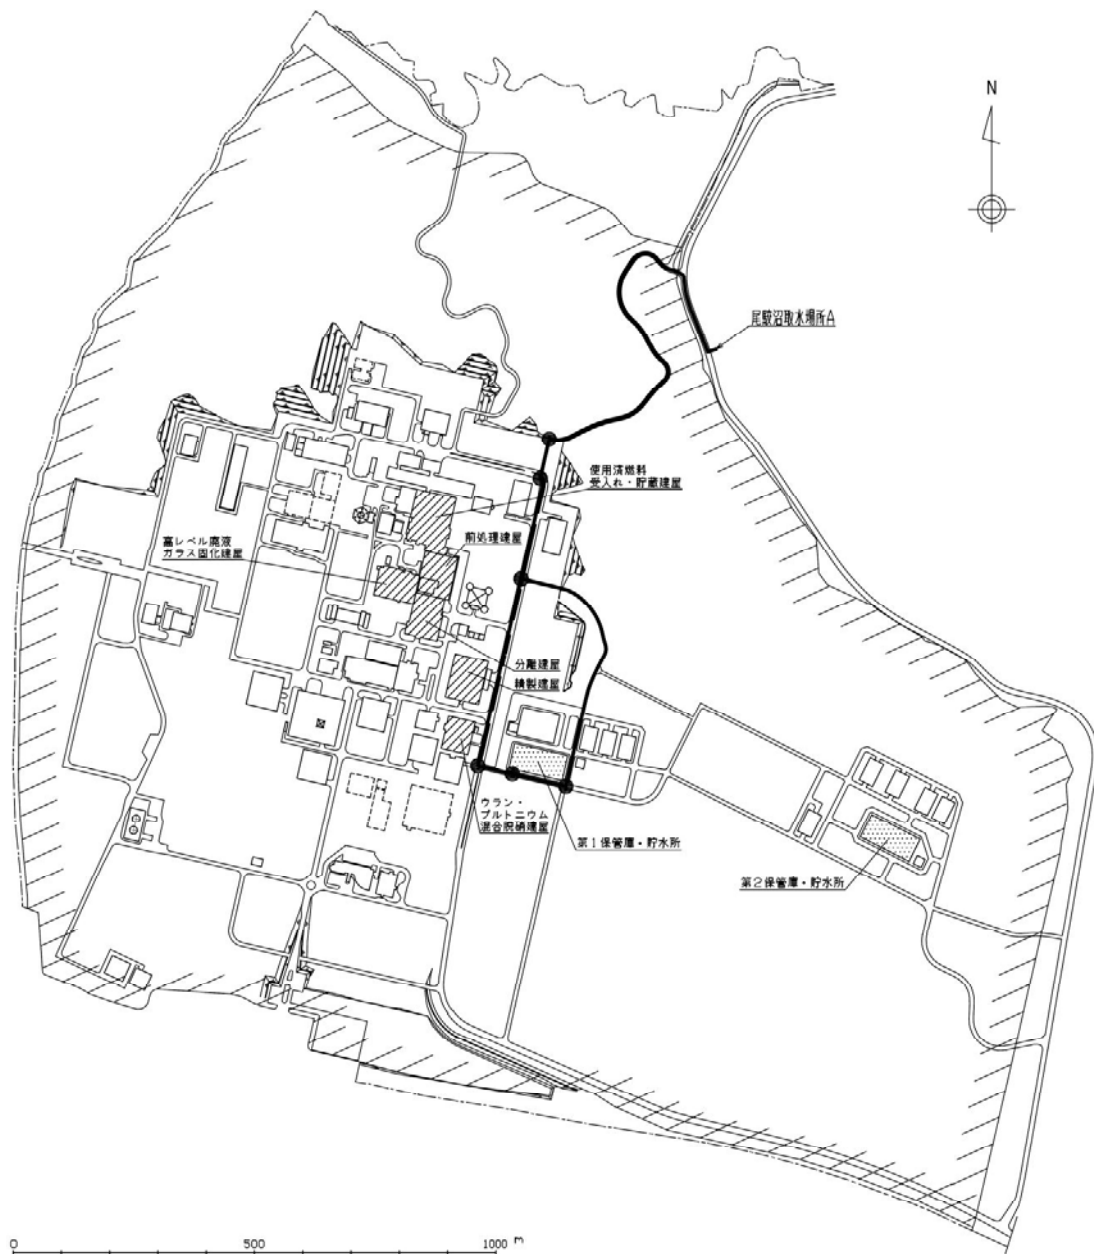 N
尾駮沼取水場所A
使用済燃料
受入れ・貯蔵建屋
前処理建屋
高レベル廃液
ガラス固化建屋
分離建屋
精製建屋
ウラン・
プルトニウム
混合脱硝建屋
第1保管庫・貯水所
第2保管庫・貯水所
0 500 1000 m